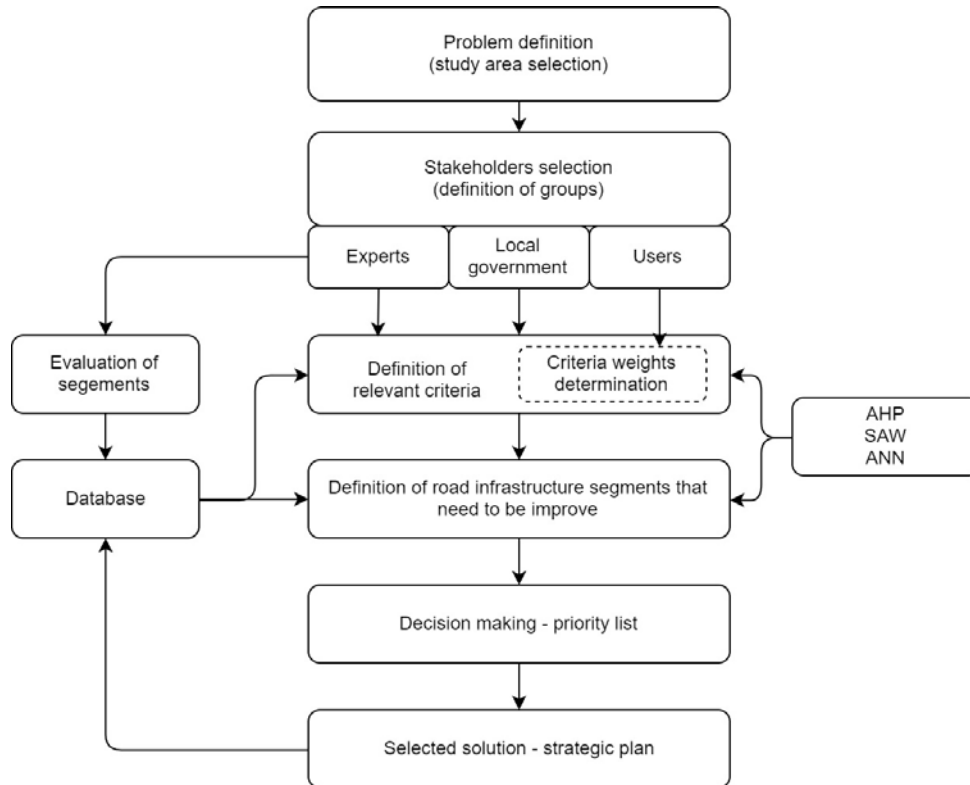 Problem definition
(study area selection)
Stakeholders selection
(definition of groups)
Experts
Local
government
Users
Evaluation of
segements
Definition of
relevant criteria
Criteria weights
determination
AHP
SAW
ANN
Database
Definition of road infrastructure segments that
need to be improve
Decision making - priority list
Selected solution - strategic plan